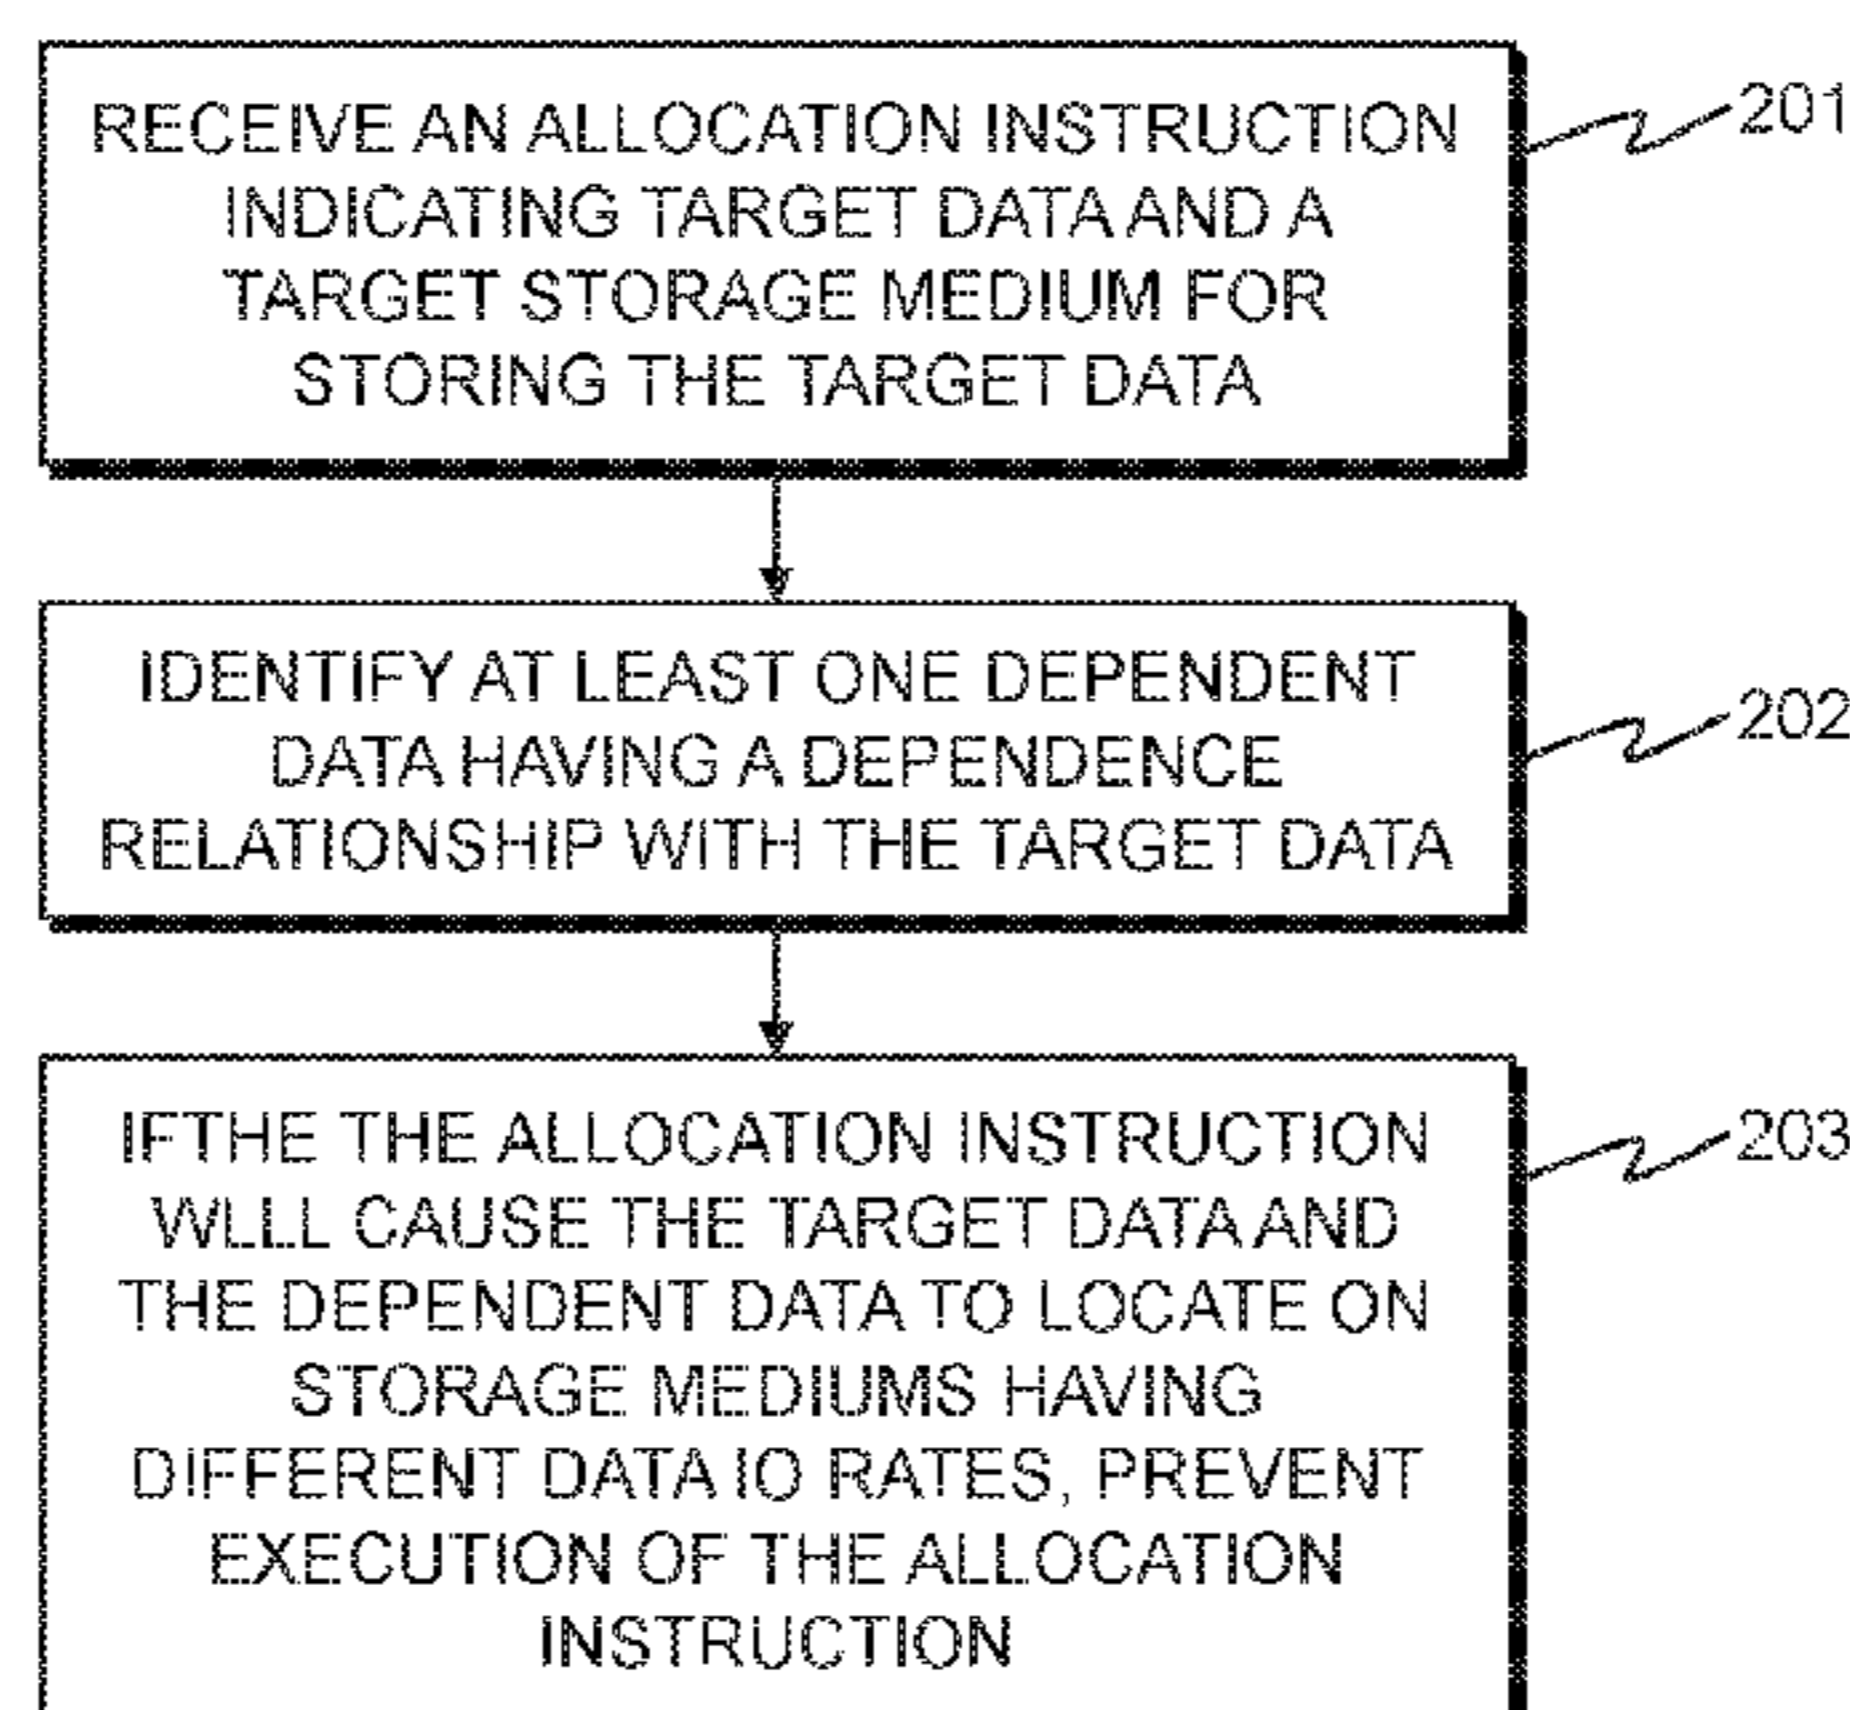 RECEIVE AN ALLOCATION INSTRUCTION
INDICATING TARGET DATA AND A
TARGET STORAGE MEDIUM FOR
STORING THE TARGET DATA
201
IDENTIFY AT LEAST ONE DEPENDENT
DATA HAVING A DEPENDENCE
RELATIONSHIP WITH THE TARGET DATA
202
IFTHE THE ALLOCATION INSTRUCTION
WLLL CAUSE THE TARGET DATA AND
THE DEPENDENT DATA TO LOCATE ON
STORAGE MEDIUMS HAVING
DIFFERENT DATA IO RATES, PREVENT
EXECUTION OF THE ALLOCATION
INSTRUCTION
203